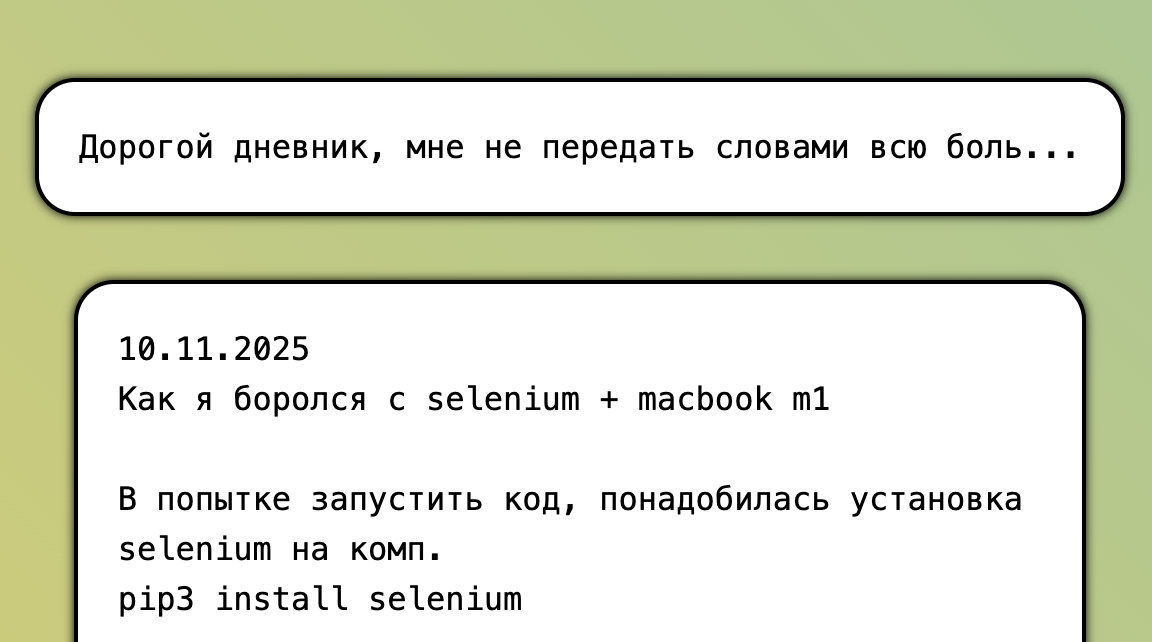 Дорогой дневник, мне не передать словами всю боль...
10.11.2025
Как я боролся с selenium + macbook m1
В попытке запустить код, понадобилась установка
selenium на комп.
pip3 install selenium